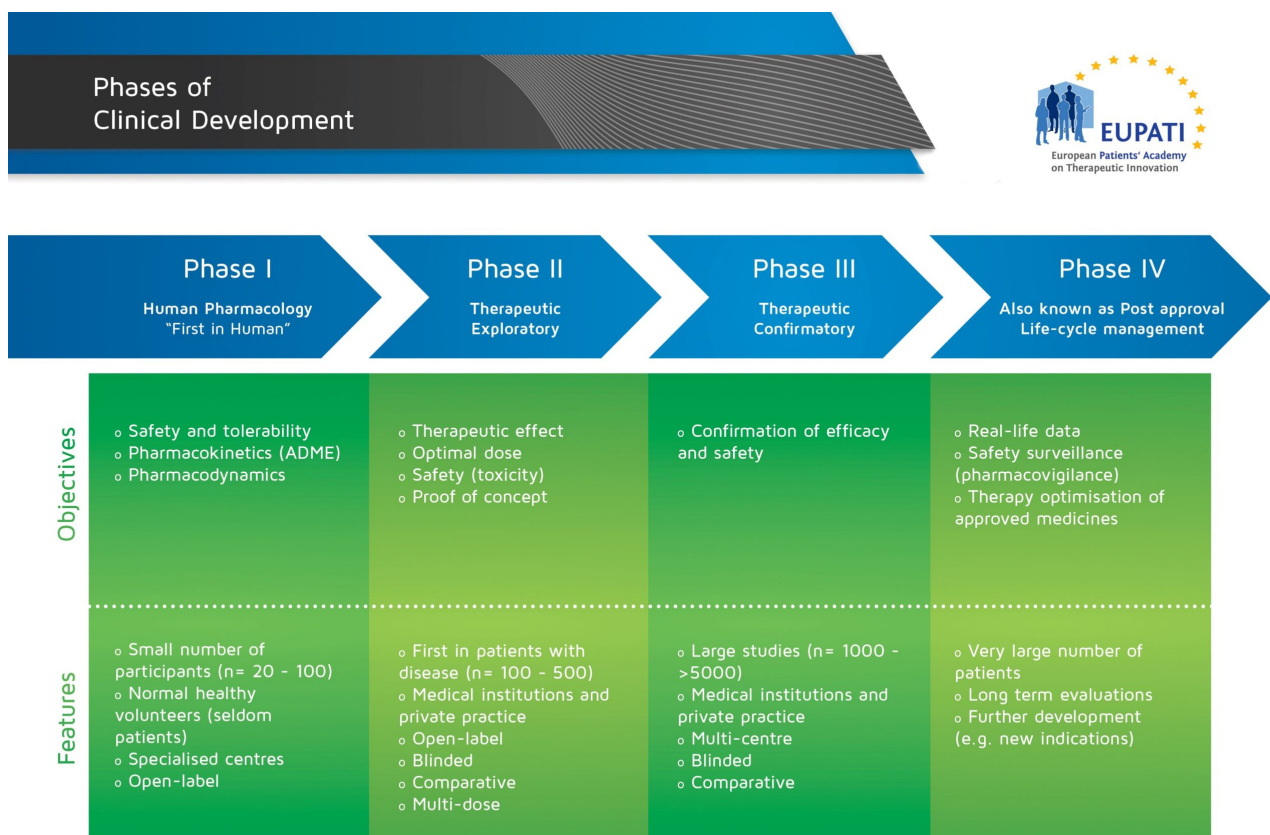 Phases of
Clinical Development
EUPATI
European Patients' Academy
on Therapeutic Innovation
Phase I
Human Pharmacology
"First in Human"
Phase II
Therapeutic
Exploratory
Phase III
Therapeutic
Confirmatory
Phase IV
Also known as Post approval
Life-cycle management
Objectives
o Safety and tolerability
o Pharmacokinetics (ADME)
o Pharmacodynamics
o Therapeutic effect
o Optimal dose
o Safety (toxicity)
o Proof of concept
o Confirmation of efficacy
and safety
o Real-life data
o Safety surveillance
(pharmacovigilance)
o Therapy optimisation of
approved medicines
Features
o Small number of
participants (n= 20 - 100)
o Normal healthy
volunteers (seldom
patients)
o Specialised centres
o Open-label
o First in patients with
disease (n= 100 - 500)
o Medical institutions and
private practice
o Open-label
o Blinded
o Comparative
o Multi-dose
o Large studies (n= 1000 -
>5000)
o Medical institutions and
private practice
o Multi-centre
o Blinded
o Comparative
o Very large number of
patients
o Long term evaluations
o Further development
(e.g. new indications)